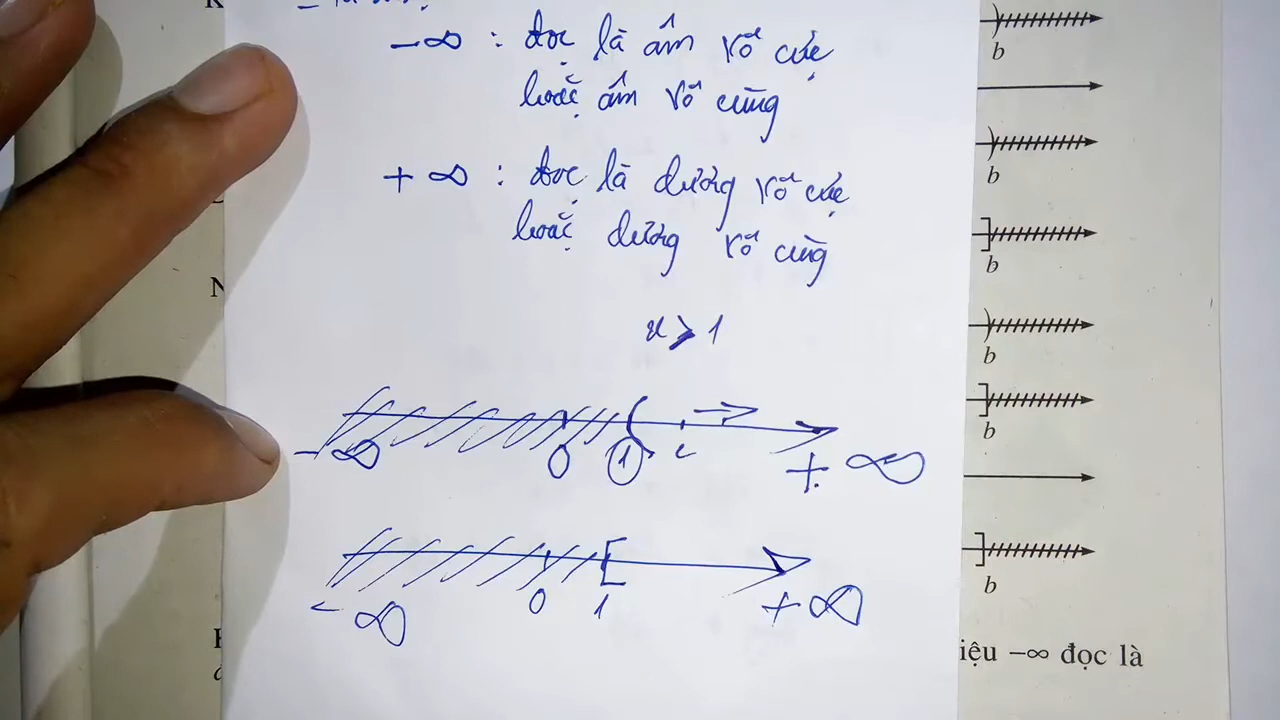 −∞ : đọc là âm vô cực
hoặc âm vô cùng
+ ∞ : đọc là dương vô cực
hoặc dương vô cùng
x > 1
−∞ 0 1 2 + ∞
−∞ 0 1 +∞
b
b
b
b
b
b
iệu −∞ đọc là